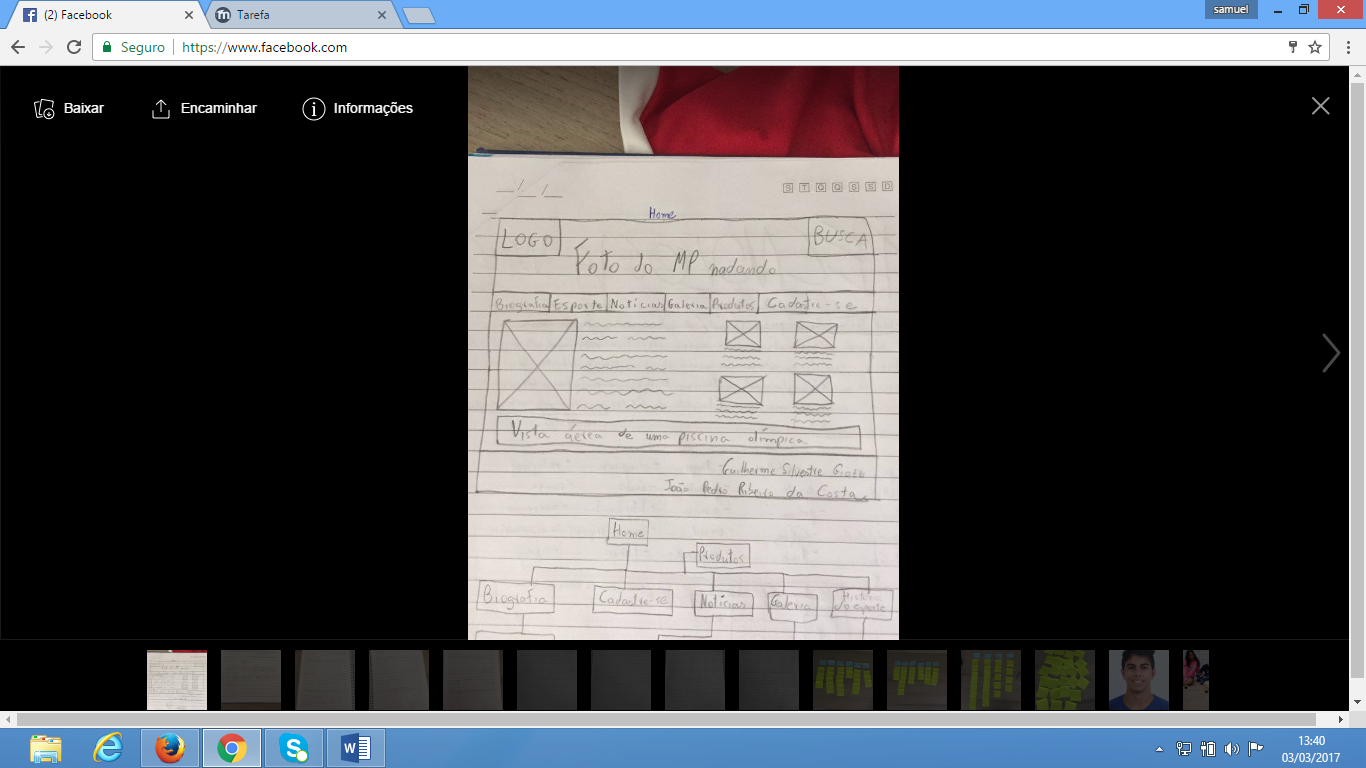 (2) Facebook
Tarefa
samuel
Seguro
https://www.facebook.com
Baixar
Encaminhar
Informações
S T Q Q S S D
Home
LOGO
BUSCA
Foto do MP nadando
Biografia Esporte Notícias Galeria Produtos Cadastre-se
Vista áerea de uma piscina olímpica
Guilherme Silvestre
João Pedro Ribeiro da Costa
Home
Produtos
Biografia
Cadastre-se
Notícias
Galeria
História
do esporte
13:40
03/03/2017